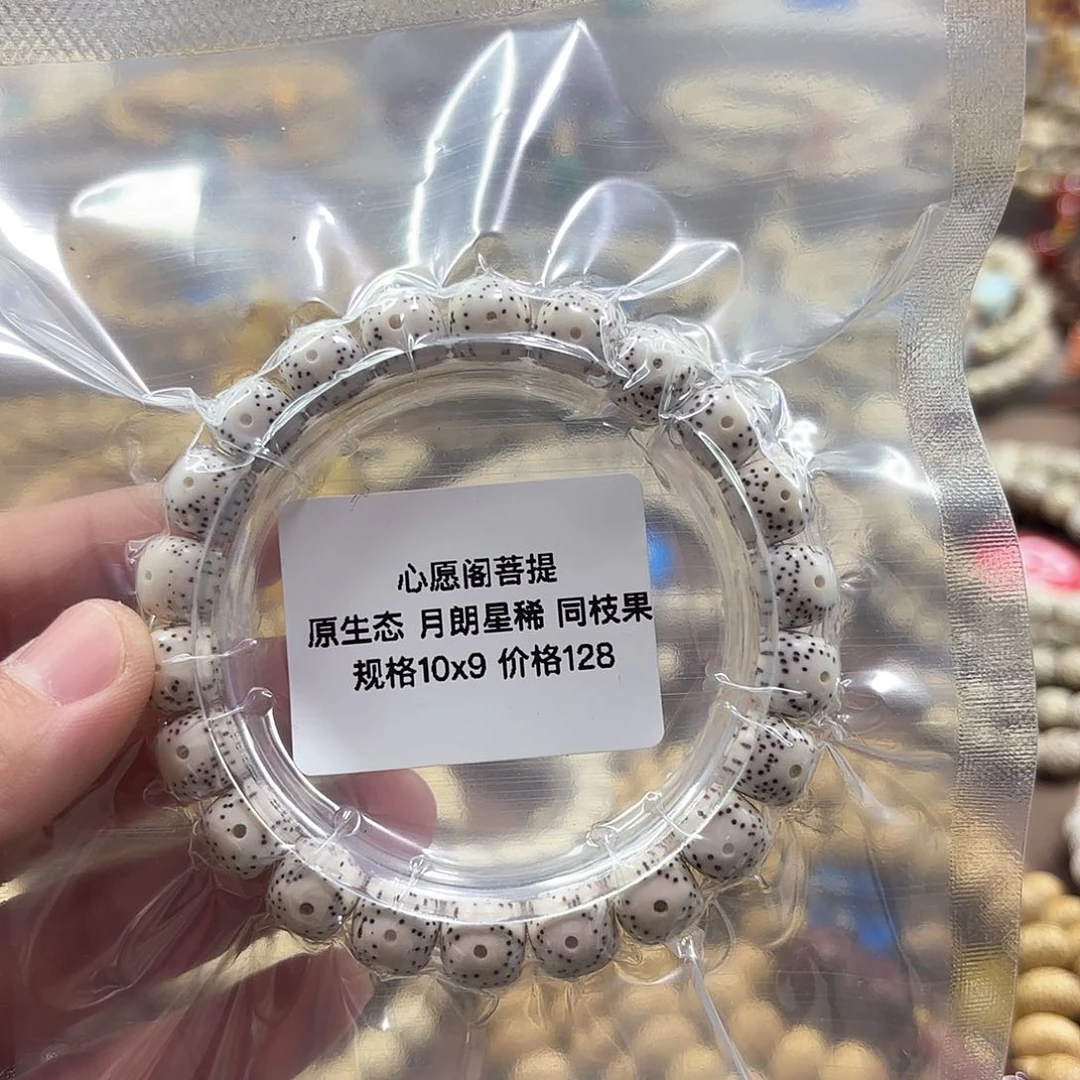 心愿阁菩提
原生态 月朗星稀 同枝果
规格10x9 价格128